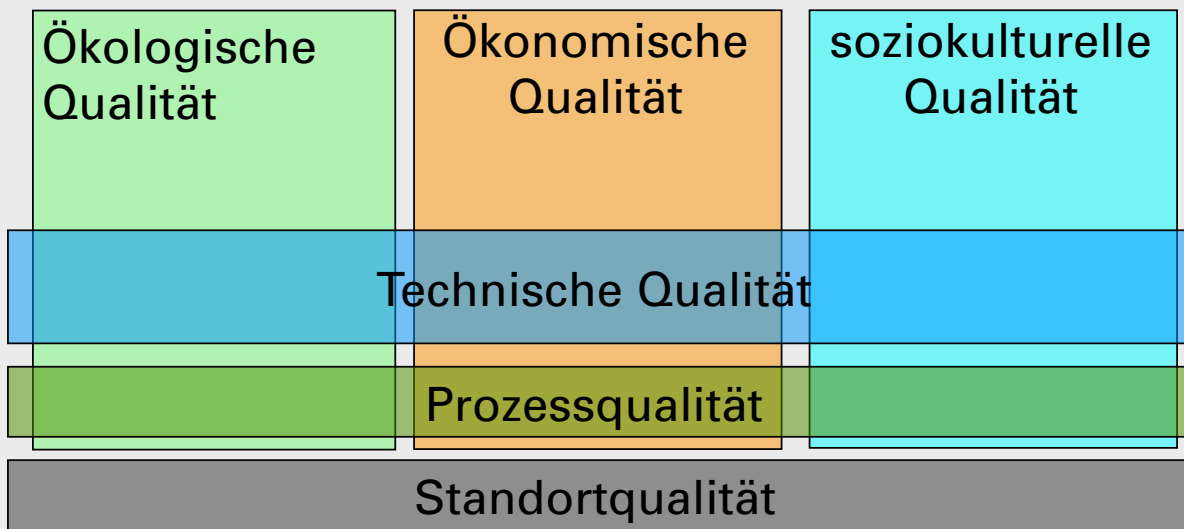 Ökologische
Qualität
Ökonomische
Qualität
soziokulturelle
Qualität
Technische Qualität
Prozessqualität
Standortqualität